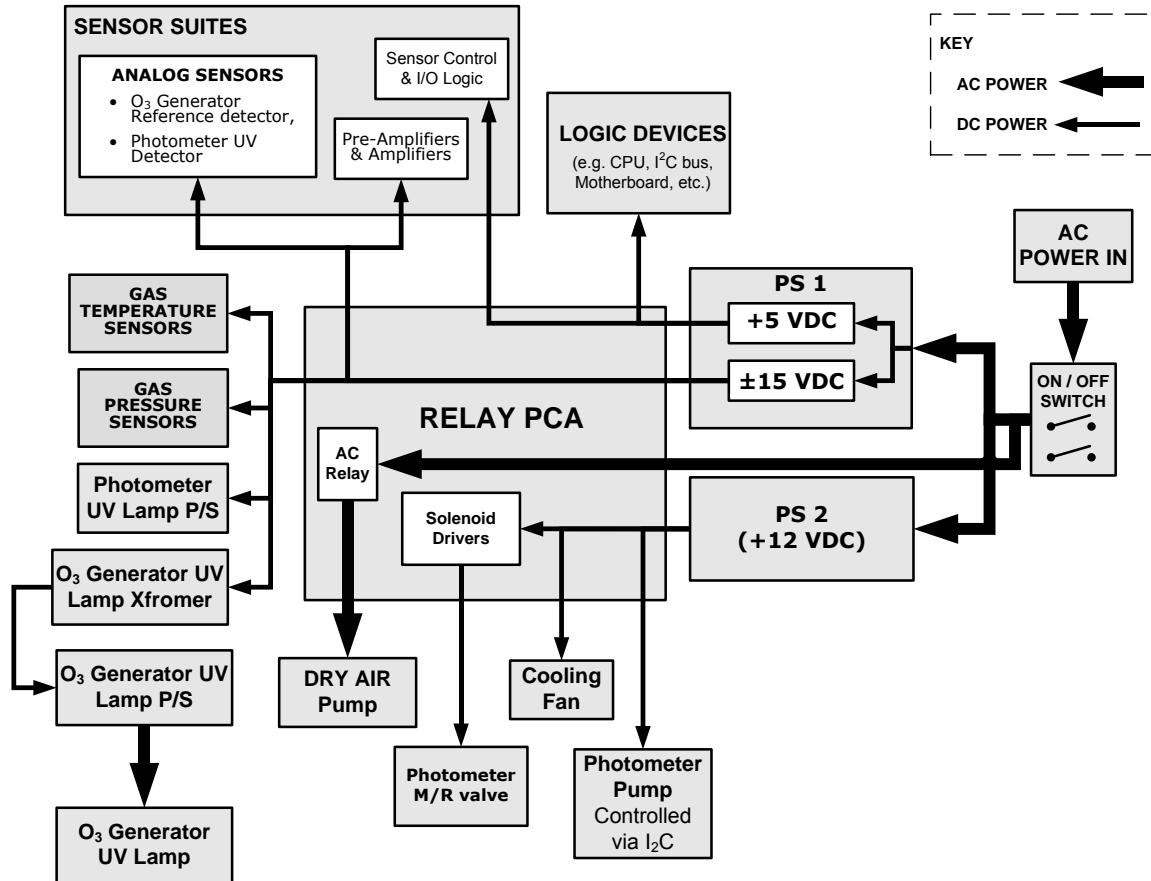 SENSOR SUITES
ANALOG SENSORS
• O₃ Generator
Reference detector,
• Photometer UV
Detector
Sensor Control
& I/O Logic
Pre-Amplifiers
& Amplifiers
LOGIC DEVICES
(e.g. CPU, I²C bus,
Motherboard, etc.)
KEY
AC POWER
DC POWER
AC
POWER IN
PS 1
+5 VDC
±15 VDC
ON / OFF
SWITCH
GAS
TEMPERATURE
SENSORS
GAS
PRESSURE
SENSORS
Photometer
UV Lamp P/S
O₃ Generator UV
Lamp Xfromer
O₃ Generator UV
Lamp P/S
O₃ Generator
UV Lamp
RELAY PCA
AC
Relay
Solenoid
Drivers
PS 2
(+12 VDC)
DRY AIR
Pump
Cooling
Fan
Photometer
M/R valve
Photometer
Pump
Controlled
via I₂C